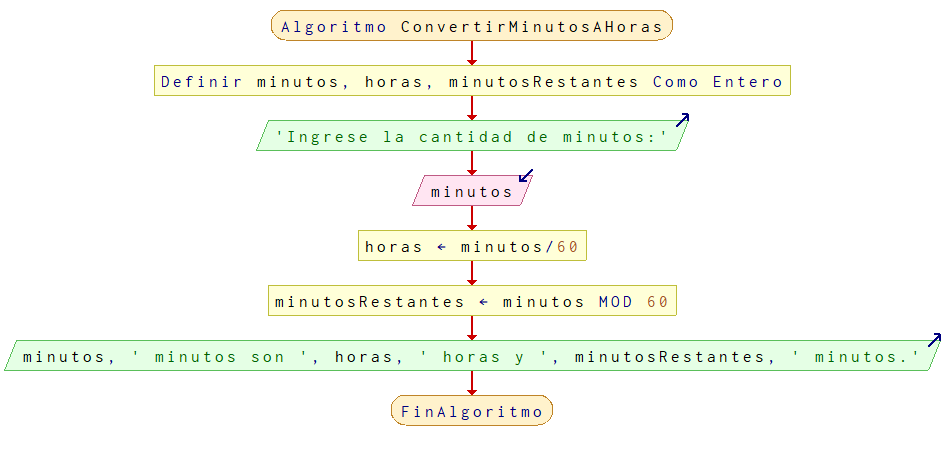 Algoritmo ConvertirMinutosAHoras
Definir minutos, horas, minutosRestantes Como Entero
'Ingrese la cantidad de minutos:'
minutos
horas ← minutos/60
minutosRestantes ← minutos MOD 60
minutos, ' minutos son ', horas, ' horas y ', minutosRestantes, ' minutos.'
FinAlgoritmo